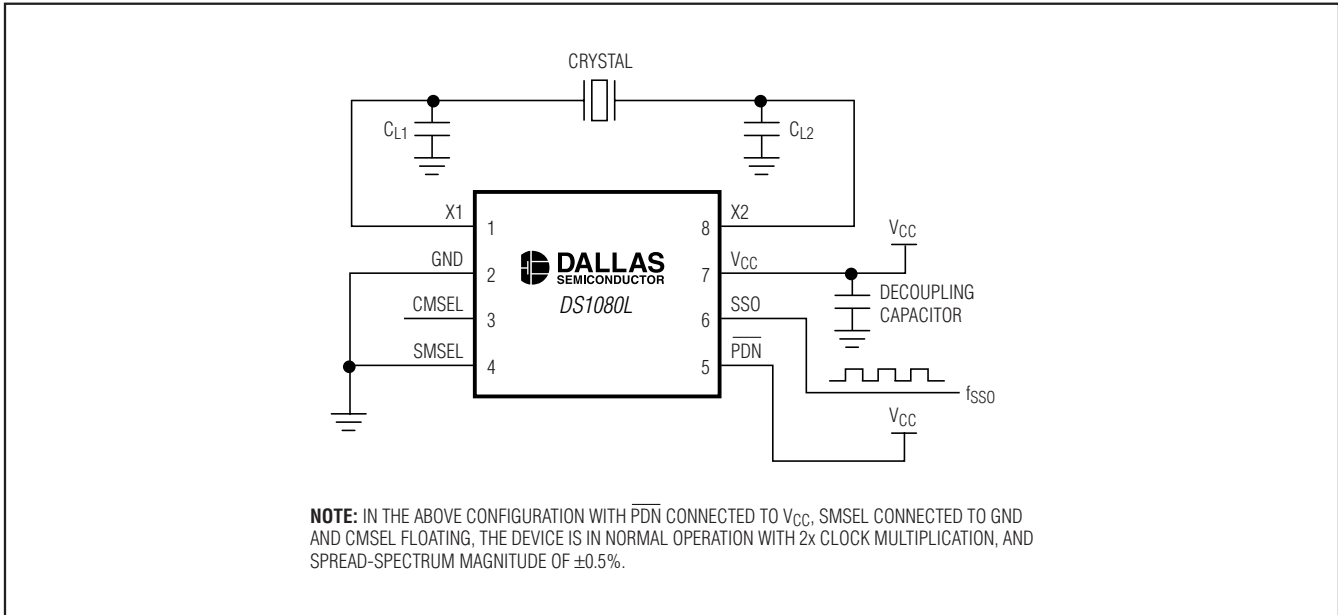 CRYSTAL
CL1
CL2
X1
1
8
X2
VCC
GND
2
DALLAS
SEMICONDUCTOR
DS1080L
7
VCC
DECOUPLING
CAPACITOR
CMSEL
3
6
SSO
SMSEL
4
5
PDN
fSSO
VCC
NOTE: IN THE ABOVE CONFIGURATION WITH PDN CONNECTED TO VCC, SMSEL CONNECTED TO GND
AND CMSEL FLOATING, THE DEVICE IS IN NORMAL OPERATION WITH 2x CLOCK MULTIPLICATION, AND
SPREAD-SPECTRUM MAGNITUDE OF ±0.5%.